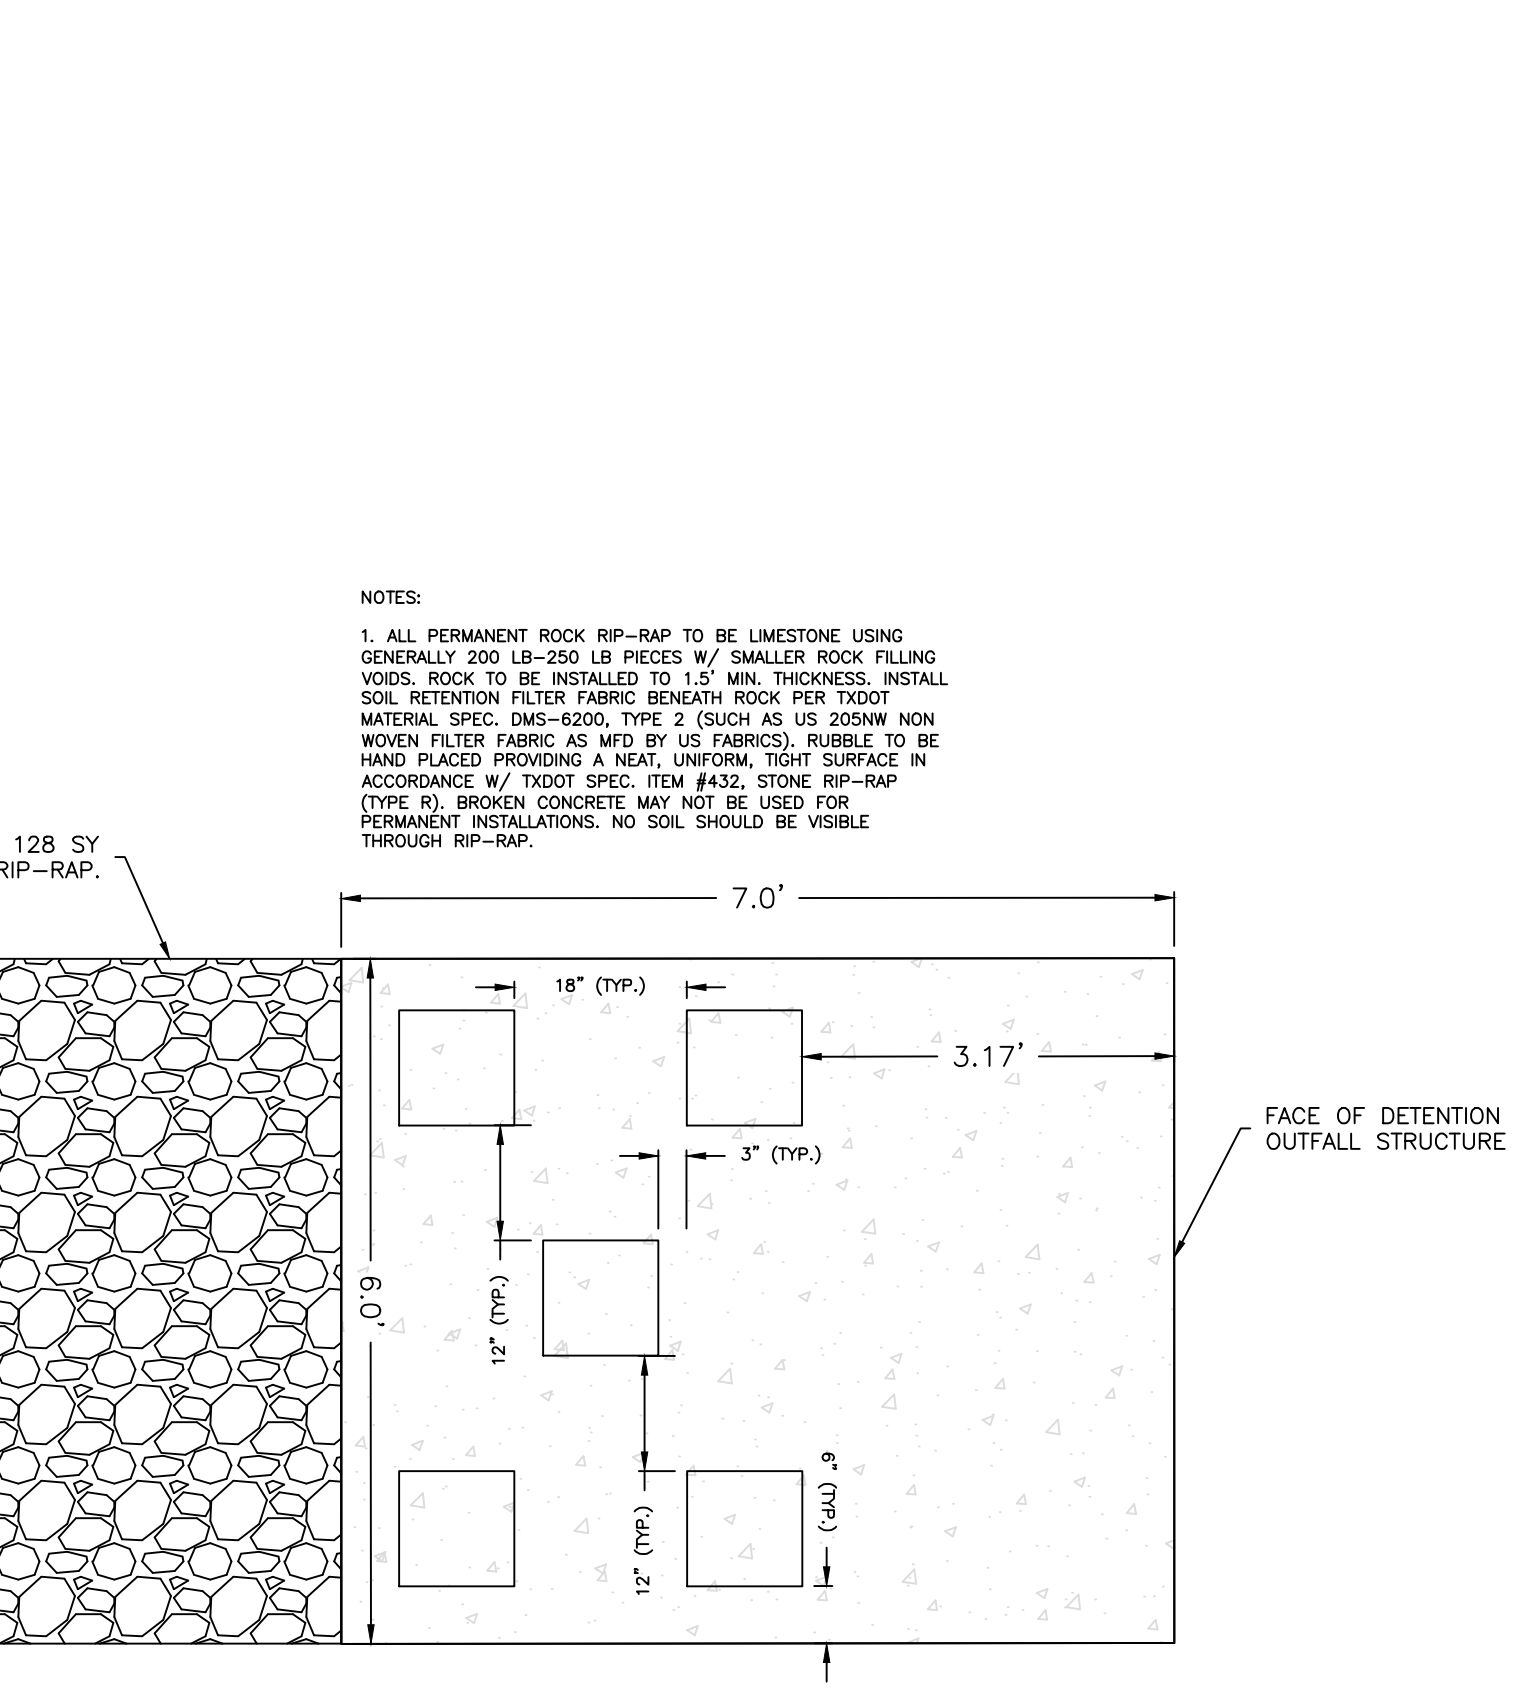 NOTES:
1. ALL PERMANENT ROCK RIP-RAP TO BE LIMESTONE USING
GENERALLY 200 LB-250 LB PIECES W/ SMALLER ROCK FILLING
VOIDS. ROCK TO BE INSTALLED TO 1.5' MIN. THICKNESS. INSTALL
SOIL RETENTION FILTER FABRIC BENEATH ROCK PER TXDOT
MATERIAL SPEC. DMS-6200, TYPE 2 (SUCH AS US 205NW NON
WOVEN FILTER FABRIC AS MFD BY US FABRICS). RUBBLE TO BE
HAND PLACED PROVIDING A NEAT, UNIFORM, TIGHT SURFACE IN
ACCORDANCE W/ TXDOT SPEC. ITEM #432, STONE RIP-RAP
(TYPE R). BROKEN CONCRETE MAY NOT BE USED FOR
PERMANENT INSTALLATIONS. NO SOIL SHOULD BE VISIBLE
THROUGH RIP-RAP.
128 SY
RIP-RAP.
7.0'
18" (TYP.)
3.17'
3" (TYP.)
FACE OF DETENTION
OUTFALL STRUCTURE
6.0'
12" (TYP.)
12" (TYP.)
6" (TYP.)